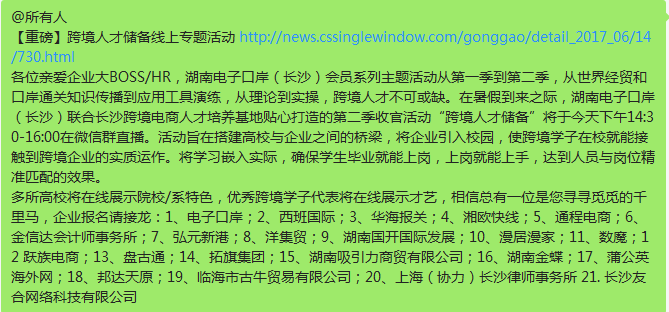 @所有人
【重磅】跨境人才储备线上专题活动 http://news.cssinglewindow.com/gonggao/detail_2017_06/14
/730.html
各位亲爱企业大BOSS/HR，湖南电子口岸（长沙）会员系列主题活动从第一季到第二季，从世界经贸和
口岸通关知识传播到应用工具演练，从理论到实操，跨境人才不可或缺。在暑假到来之际，湖南电子口岸
（长沙）联合长沙跨境电商人才培养基地贴心打造的第二季收官活动“跨境人才储备”将于今天下午14:3
0-16:00在微信群直播。活动旨在搭建高校与企业之间的桥梁，将企业引入校园，使跨境学子在校就能接
触到跨境企业的实质运作。将学习嵌入实际，确保学生毕业就能上岗，上岗就能上手，达到人员与岗位精
准匹配的效果。
多所高校将在线展示院校/系特色，优秀跨境学子代表将在线展示才艺，相信总有一位是您寻寻觅觅的千
里马，企业报名请接龙：1、电子口岸；2、西班国际；3、华海报关；4、湘欧快线；5、通程电商；6、
金信达会计师事务所；7、弘元新港；8、洋集贸；9、湖南国开国际发展；10、漫居漫家；11、数魔；1
2 跃族电商；13、盘古通；14、拓旗集团；15、湖南吸引力商贸有限公司；16、湖南金蝶；17、蒲公英
海外网；18、邦达天原；19、临海市古牛贸易有限公司；20、上海（协力）长沙律师事务所 21. 长沙友
合网络科技有限公司